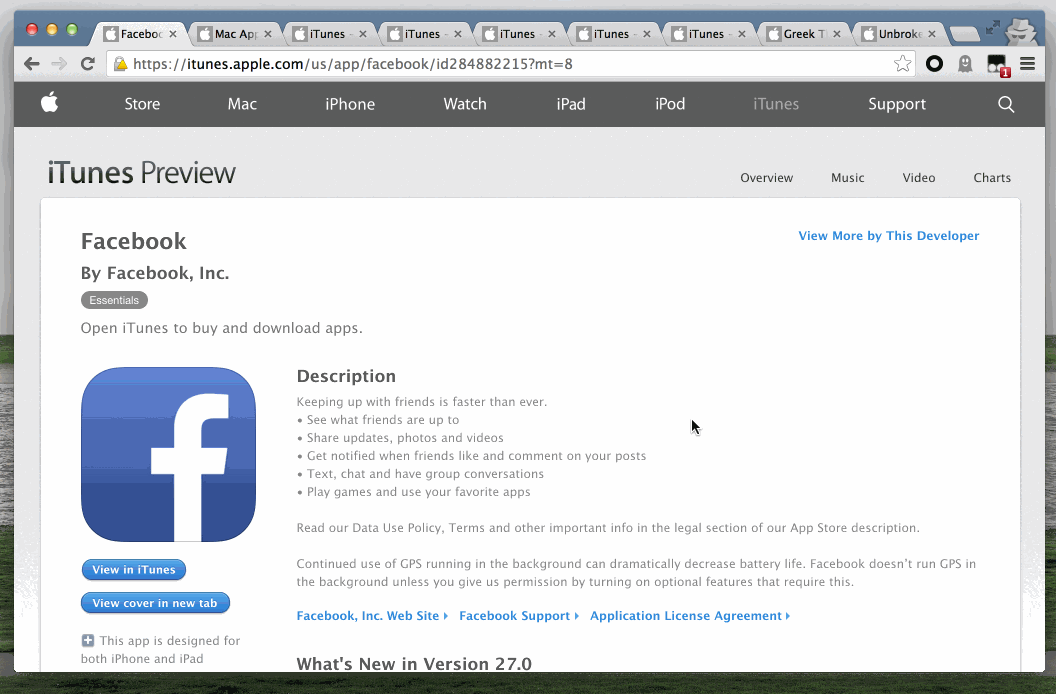 Faceboo
Mac App
iTunes -
iTunes -
iTunes -
iTunes -
iTunes -
Greek T
Unbroke
https://itunes.apple.com/us/app/facebook/id284882215?mt=8
1
Store Mac iPhone Watch iPad iPod iTunes Support
iTunes Preview
Overview Music Video Charts
Facebook
View More by This Developer
By Facebook, Inc.
Essentials
Open iTunes to buy and download apps.
Description
Keeping up with friends is faster than ever.
• See what friends are up to
• Share updates, photos and videos
• Get notified when friends like and comment on your posts
• Text, chat and have group conversations
• Play games and use your favorite apps
Read our Data Use Policy, Terms and other important info in the legal section of our App Store description.
Continued use of GPS running in the background can dramatically decrease battery life. Facebook doesn't run GPS in
the background unless you give us permission by turning on optional features that require this.
Facebook, Inc. Web Site Facebook Support Application License Agreement
What's New in Version 27.0
View in iTunes
View cover in new tab
This app is designed for
both iPhone and iPad